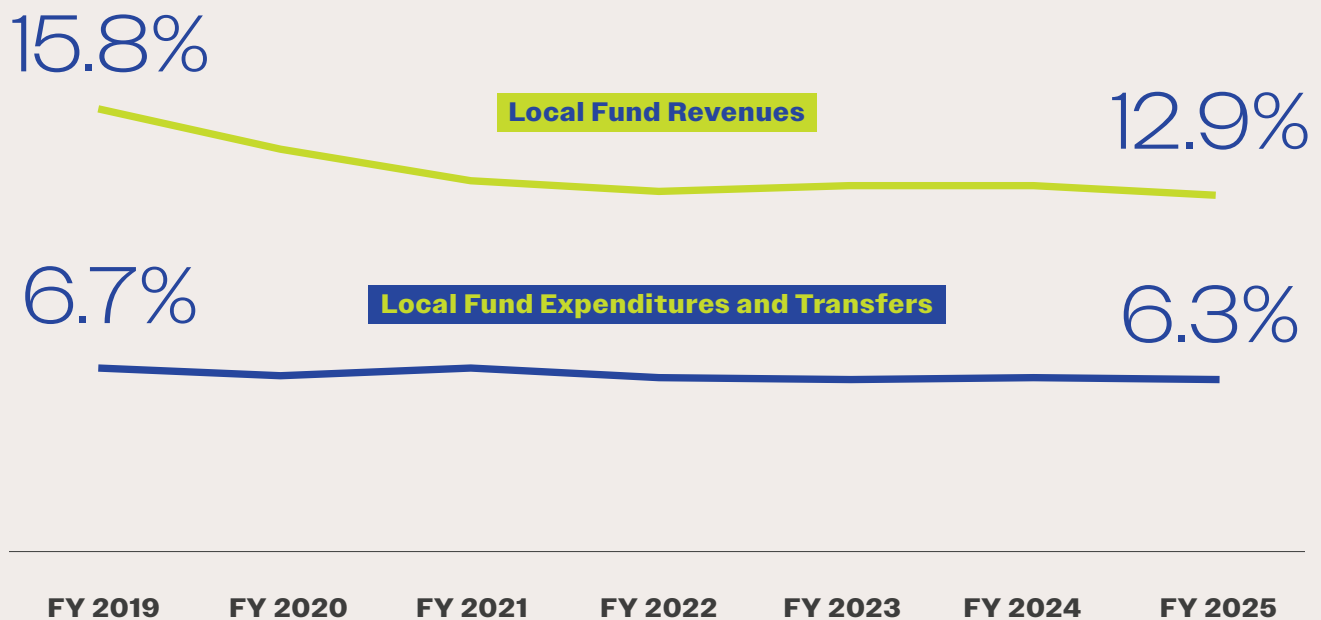 15.8%
Local Fund Revenues
12.9%
6.7%
Local Fund Expenditures and Transfers
6.3%
FY 2019 FY 2020 FY 2021 FY 2022 FY 2023 FY 2024 FY 2025